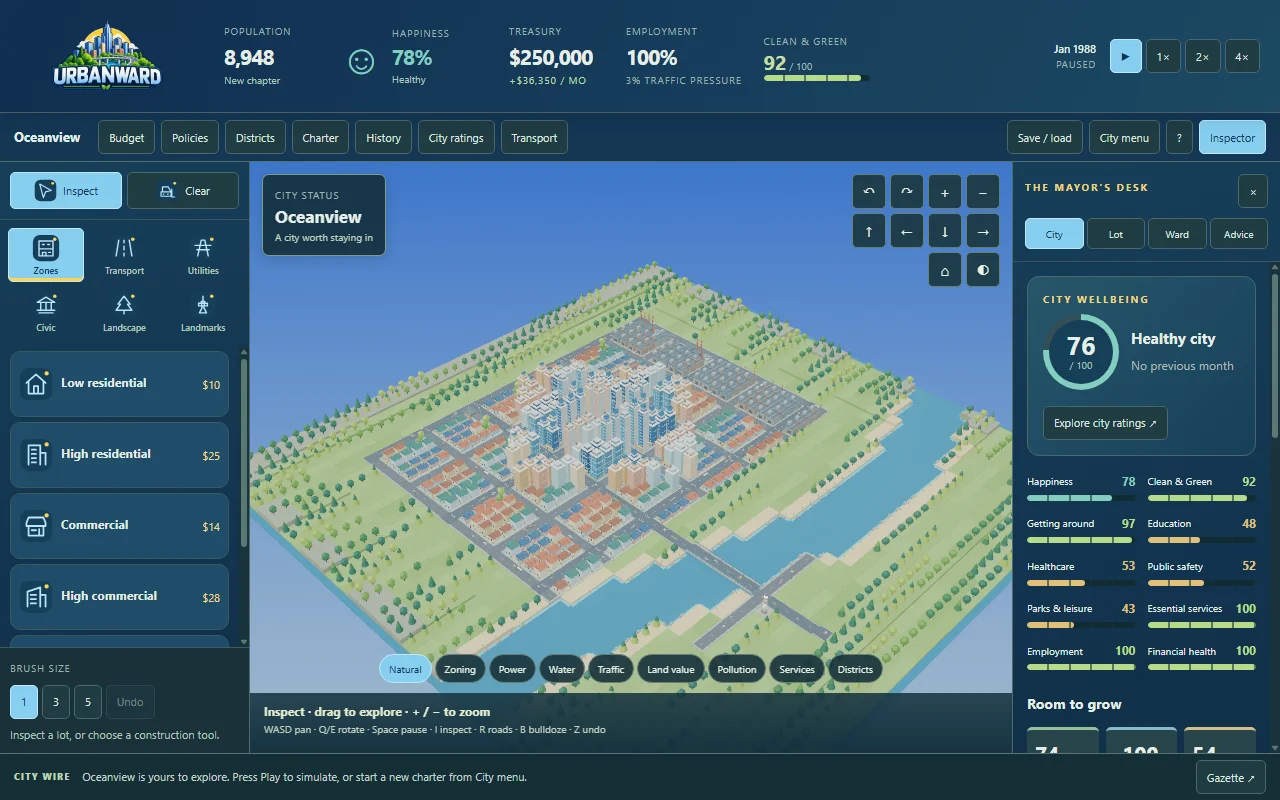 URBANWARD
POPULATION
8,948
New chapter
HAPPINESS
78%
Healthy
TREASURY
$250,000
+$36,350 / MO
EMPLOYMENT
100%
3% TRAFFIC PRESSURE
CLEAN & GREEN
92 / 100
Jan 1988
PAUSED
1×
2×
4×
Oceanview
Budget
Policies
Districts
Charter
History
City ratings
Transport
Save / load
City menu
?
Inspector
Inspect
Clear
Zones
Transport
Utilities
Civic
Landscape
Landmarks
Low residential
$10
High residential
$25
Commercial
$14
High commercial
$28
BRUSH SIZE
1
3
5
Undo
Inspect a lot, or choose a construction tool.
CITY STATUS
Oceanview
A city worth staying in
Natural
Zoning
Power
Water
Traffic
Land value
Pollution
Services
Districts
Inspect · drag to explore · + / − to zoom
WASD pan · Q/E rotate · Space pause · I inspect · R roads · B bulldoze · Z undo
THE MAYOR'S DESK
×
City
Lot
Ward
Advice
CITY WELLBEING
76
/ 100
Healthy city
No previous month
Explore city ratings ↗
Happiness 78
Clean & Green 92
Getting around 97
Education 48
Healthcare 53
Public safety 52
Parks & leisure 43
Essential services 100
Employment 100
Financial health 100
Room to grow
74
100
54
CITY WIRE
Oceanview is yours to explore. Press Play to simulate, or start a new charter from City menu.
Gazette ↗